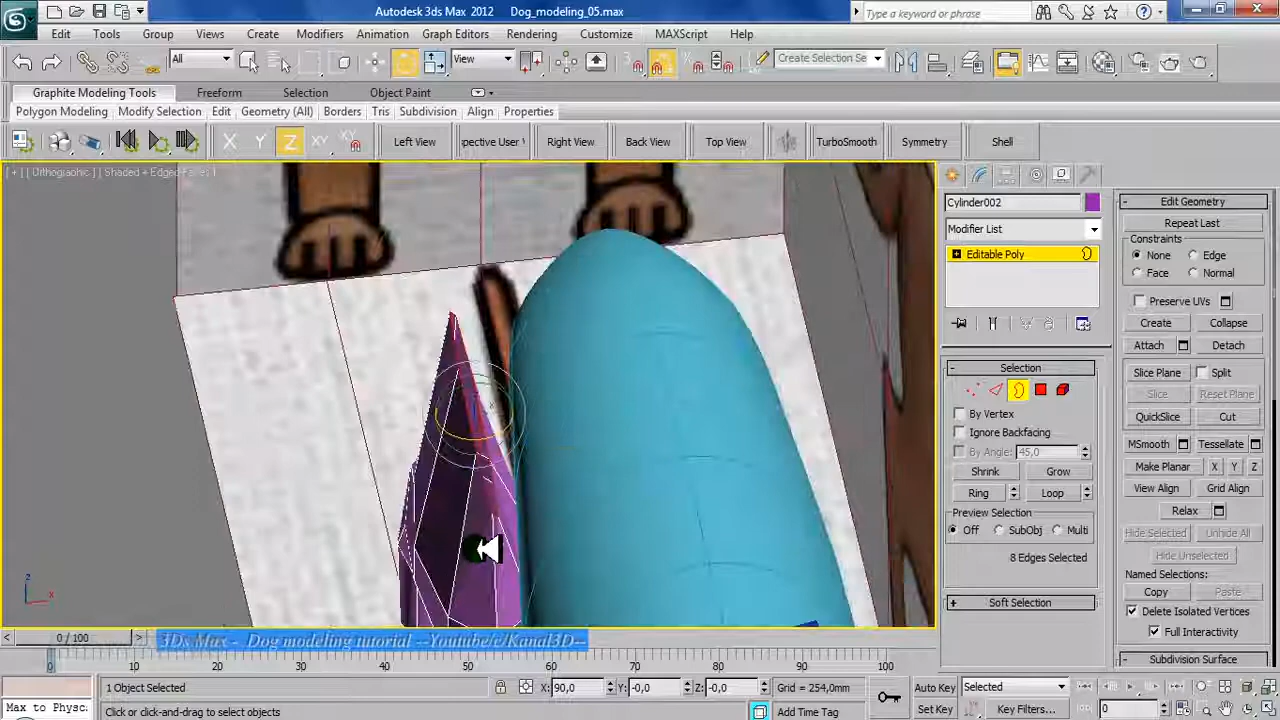 Autodesk 3ds Max 2012 Dog_modeling_05.max
Type a keyword or phrase
Edit Tools Group Views Create Modifiers Animation Graph Editors Rendering Customize MAXScript Help
All View Create Selection Se
Graphite Modeling Tools Freeform Selection Object Paint
Polygon Modeling Modify Selection Edit Geometry (All) Borders Tris Subdivision Align Properties
X Y Z XY XY Left View pective User Right View Back View Top View TurboSmooth Symmetry Shell
[ + ] [ Orthographic ] [ Shaded + Edged Faces ]
Cylinder002
Modifier List
Editable Poly
Selection
By Vertex
Ignore Backfacing
By Angle: 45,0
Shrink Grow
Ring Loop
Preview Selection
Off SubObj Multi
8 Edges Selected
Soft Selection
Edit Geometry
Repeat Last
Constraints
None Edge
Face Normal
Preserve UVs
Create Collapse
Attach Detach
Slice Plane Split
Slice Reset Plane
QuickSlice Cut
MSmooth Tessellate
Make Planar X Y Z
View Align Grid Align
Relax
Hide Selected Unhide All
Hide Unselected
Named Selections:
Copy Paste
Delete Isolated Vertices
Full Interactivity
Subdivision Surface
z
x
< 0 / 100 > 3Ds Max - Dog modeling tutorial --Youtube/c/Kanal3D--
0 10 20 30 40 50 60 70 80 90 100
1 Object Selected X: 90,0 Y: -0,0 Z: -0,0 Grid = 254,0mm Auto Key Selected
Max to Physc. Click or click-and-drag to select objects Add Time Tag Set Key Key Filters... 0